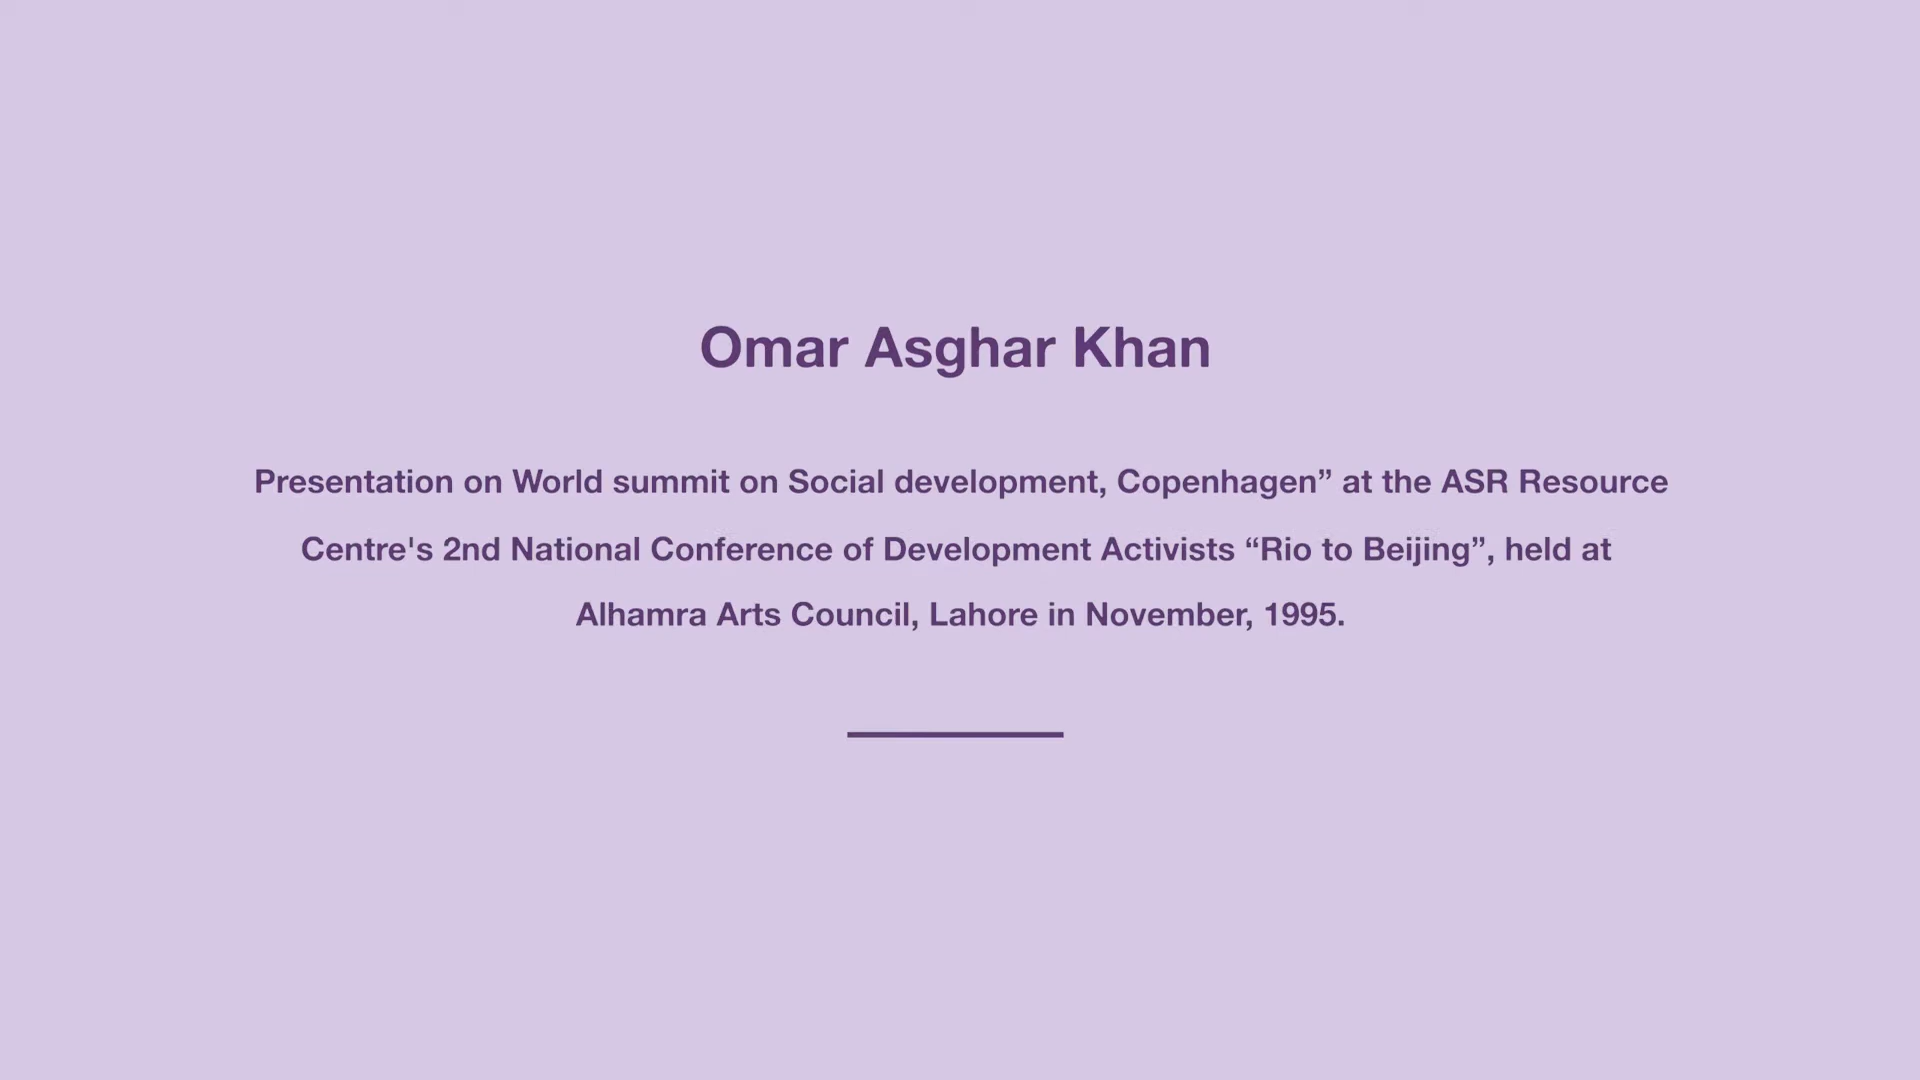 Omar Asghar Khan
Presentation on World summit on Social development, Copenhagen” at the ASR Resource
Centre's 2nd National Conference of Development Activists “Rio to Beijing”, held at
Alhamra Arts Council, Lahore in November, 1995.